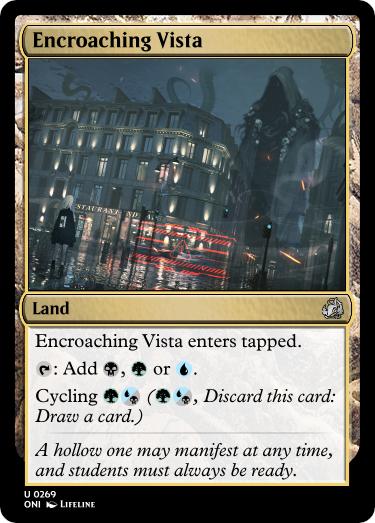 Encroaching Vista
STAURANT
Land
Encroaching Vista enters tapped.
: Add , or .
Cycling ( , Discard this card:
Draw a card.)
A hollow one may manifest at any time,
and students must always be ready.
U 0269
ONI LIFELINE